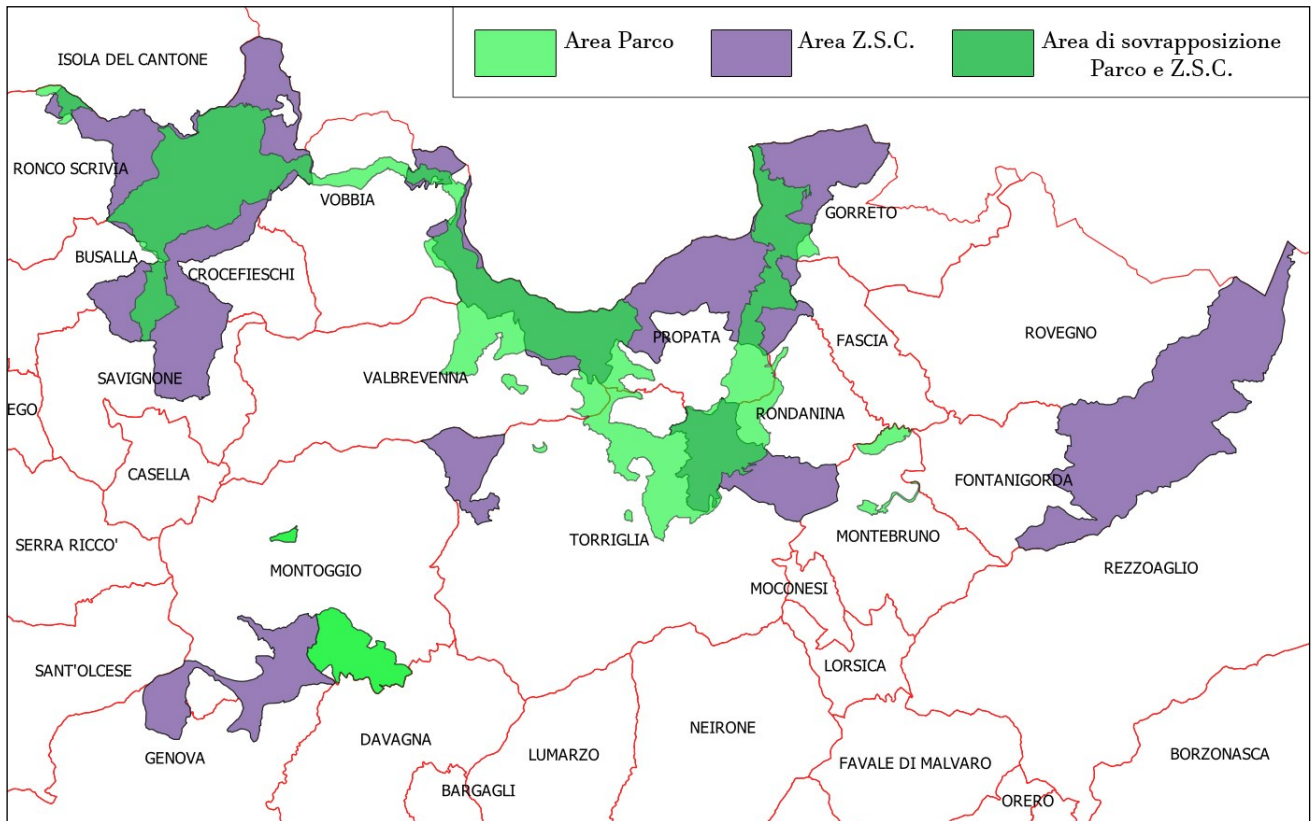 Area Parco
Area Z.S.C.
Area di sovrapposizione
Parco e Z.S.C.
ISOLA DEL CANTONE
RONCO SCRIVIA
VOBBIA
GORRETO
BUSALLA
CROCEFIESCHI
PROPATA
FASCIA
ROVEGNO
SAVIGNONE
VALBREVENNA
EGO
RONDANINA
CASELLA
FONTANIGORDA
SERRA RICCO'
TORRIGLIA
MONTEBRUNO
MONTOGGIO
REZZOAGLIO
MOCONESI
SANT'OLCESE
LORSICA
NEIRONE
DAVAGNA
LUMARZO
GENOVA
BORZONASCA
FAVALE DI MALVARO
BARGAGLI
ORERO